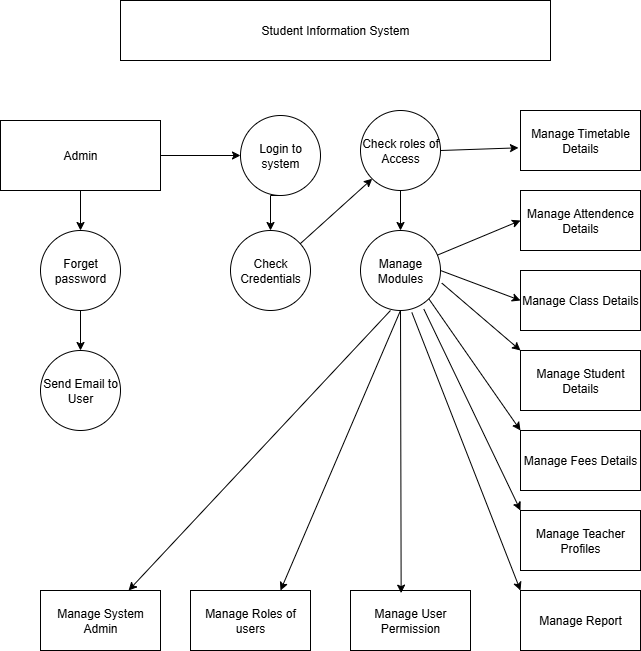 Student Information System
Admin
Login to
system
Check roles of
Access
Manage Timetable
Details
Manage Attendence
Details
Forget
password
Check
Credentials
Manage
Modules
Manage Class Details
Send Email to
User
Manage Student
Details
Manage Fees Details
Manage Teacher
Profiles
Manage System
Admin
Manage Roles of
users
Manage User
Permission
Manage Report